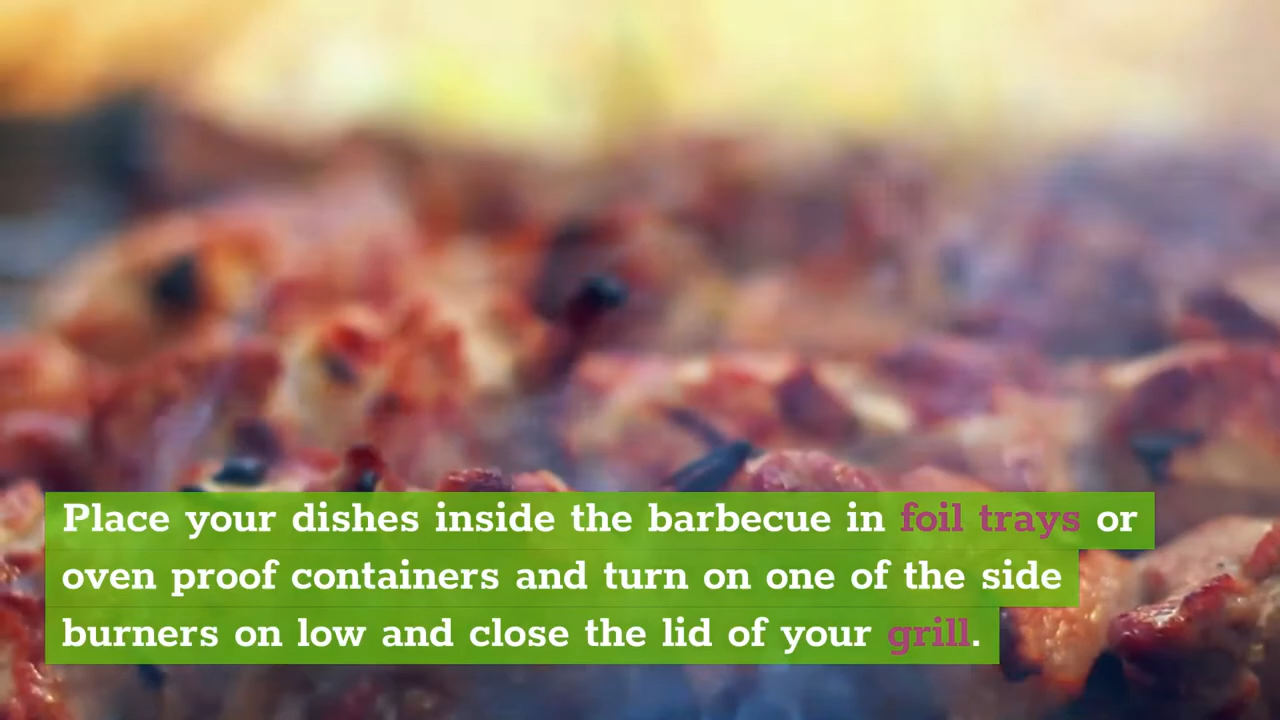 Place your dishes inside the barbecue in foil trays or
oven proof containers and turn on one of the side
burners on low and close the lid of your grill.